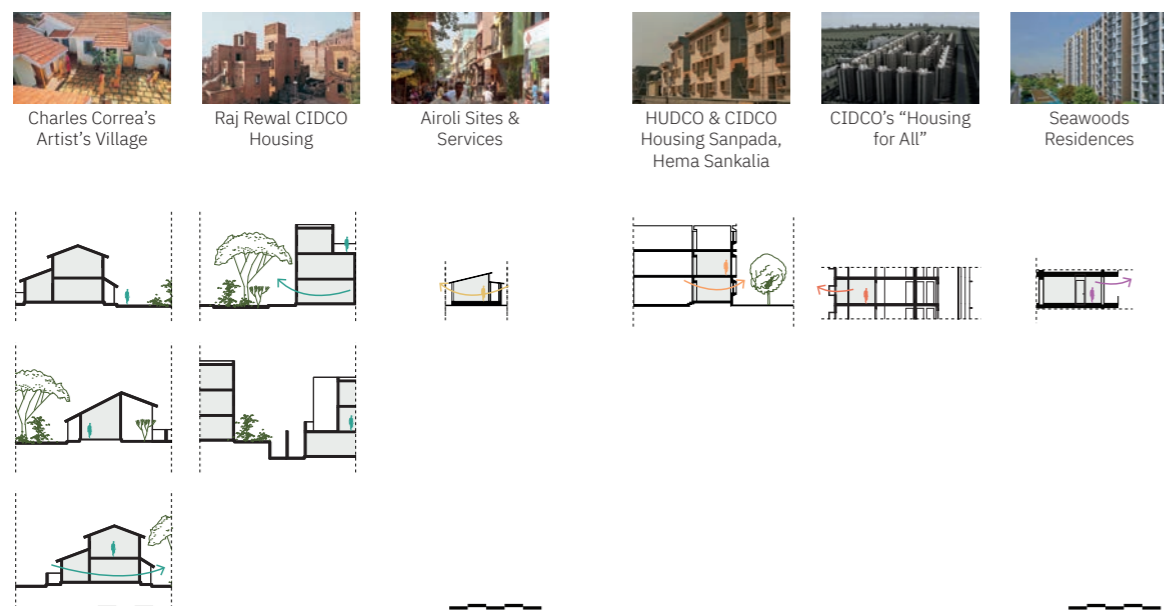 Charles Correa's
Artist's Village
Raj Rewal CIDCO
Housing
Airoli Sites &
Services
HUDCO & CIDCO
Housing Sanpada,
Hema Sankalia
CIDCO's “Housing
for All”
Seawoods
Residences